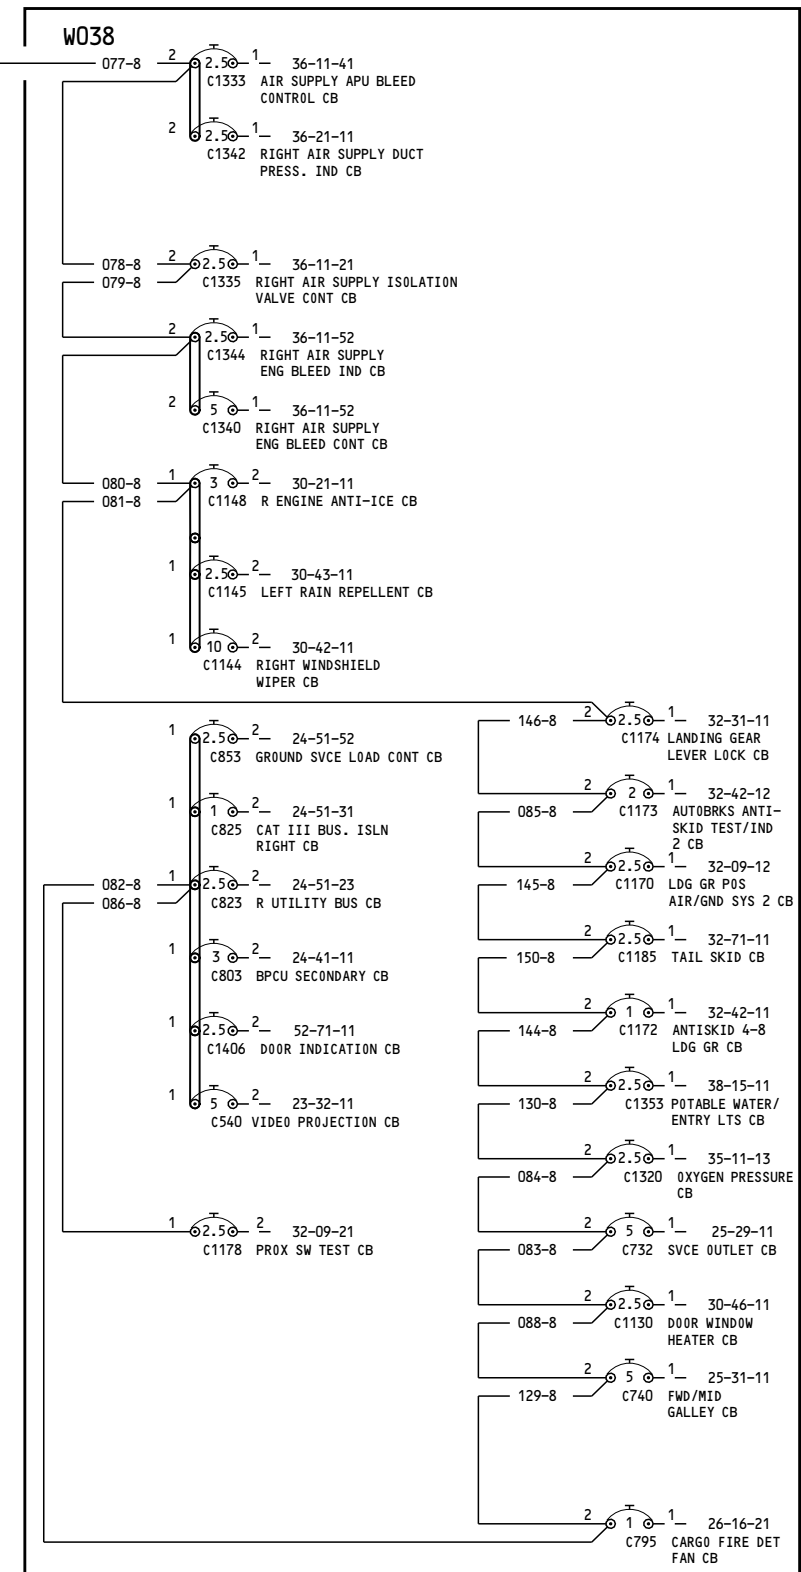 W038
077-8 2 2.5 1 36-11-41
C1333 AIR SUPPLY APU BLEED
CONTROL CB
2 2.5 1 36-21-11
C1342 RIGHT AIR SUPPLY DUCT
PRESS. IND CB
078-8 2 2.5 1 36-11-21
079-8 C1335 RIGHT AIR SUPPLY ISOLATION
VALVE CONT CB
2 2.5 1 36-11-52
C1344 RIGHT AIR SUPPLY
ENG BLEED IND CB
2 5 1 36-11-52
C1340 RIGHT AIR SUPPLY
ENG BLEED CONT CB
080-8 1 3 2 30-21-11
081-8 C1148 R ENGINE ANTI-ICE CB
1 2.5 2 30-43-11
C1145 LEFT RAIN REPELLENT CB
1 10 2 30-42-11
C1144 RIGHT WINDSHIELD
WIPER CB
1 2.5 2 24-51-52
C853 GROUND SVCE LOAD CONT CB
1 1 2 24-51-31
C825 CAT III BUS. ISLN
RIGHT CB
082-8 1 2.5 2 24-51-23
086-8 C823 R UTILITY BUS CB
1 3 2 24-41-11
C803 BPCU SECONDARY CB
1 2.5 2 52-71-11
C1406 DOOR INDICATION CB
1 5 2 23-32-11
C540 VIDEO PROJECTION CB
1 2.5 2 32-09-21
C1178 PROX SW TEST CB
146-8 2 2.5 1 32-31-11
C1174 LANDING GEAR
LEVER LOCK CB
2 2 1 32-42-12
085-8 C1173 AUTOBRKS ANTI-
SKID TEST/IND
2 CB
2 2.5 1 32-09-12
145-8 C1170 LDG GR POS
AIR/GND SYS 2 CB
2 2.5 1 32-71-11
150-8 C1185 TAIL SKID CB
2 1 1 32-42-11
144-8 C1172 ANTISKID 4-8
LDG GR CB
2 2.5 1 38-15-11
130-8 C1353 POTABLE WATER/
ENTRY LTS CB
2 2.5 1 35-11-13
084-8 C1320 OXYGEN PRESSURE
CB
2 5 1 25-29-11
083-8 C732 SVCE OUTLET CB
2 2.5 1 30-46-11
088-8 C1130 DOOR WINDOW
HEATER CB
2 5 1 25-31-11
129-8 C740 FWD/MID
GALLEY CB
2 1 1 26-16-21
C795 CARGO FIRE DET
FAN CB